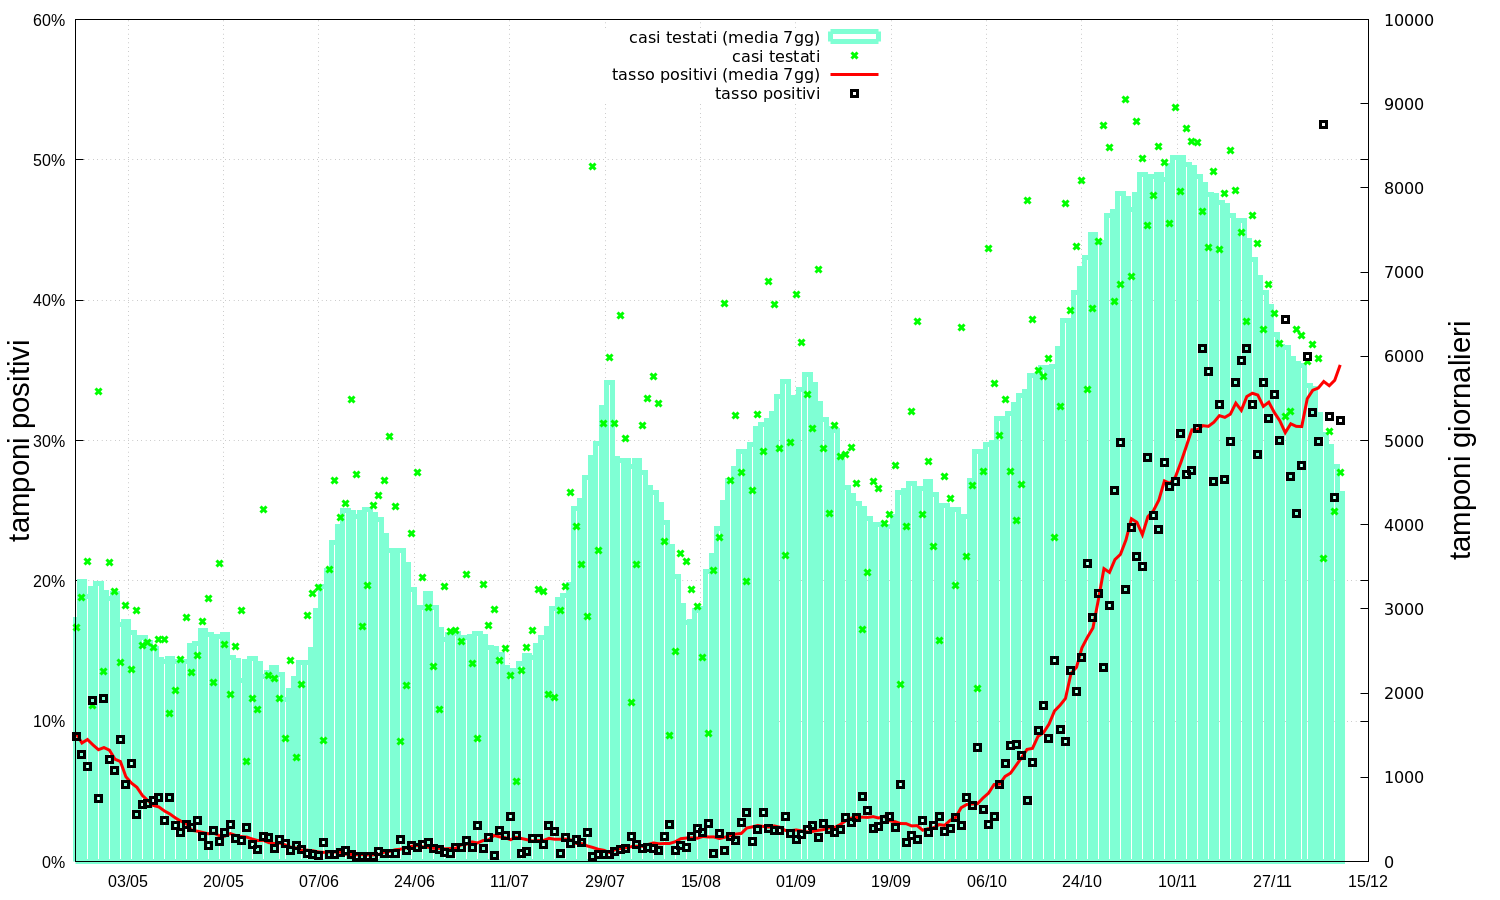 60%
50%
40%
30%
20%
10%
0%
tamponi positivi
casi testati (media 7gg)
casi testati
tasso positivi (media 7gg)
tasso positivi
10000
9000
8000
7000
6000
5000
4000
3000
2000
1000
0
tamponi giornalieri
03/05 20/05 07/06 24/06 11/07 29/07 15/08 01/09 19/09 06/10 24/10 10/11 27/11 15/12